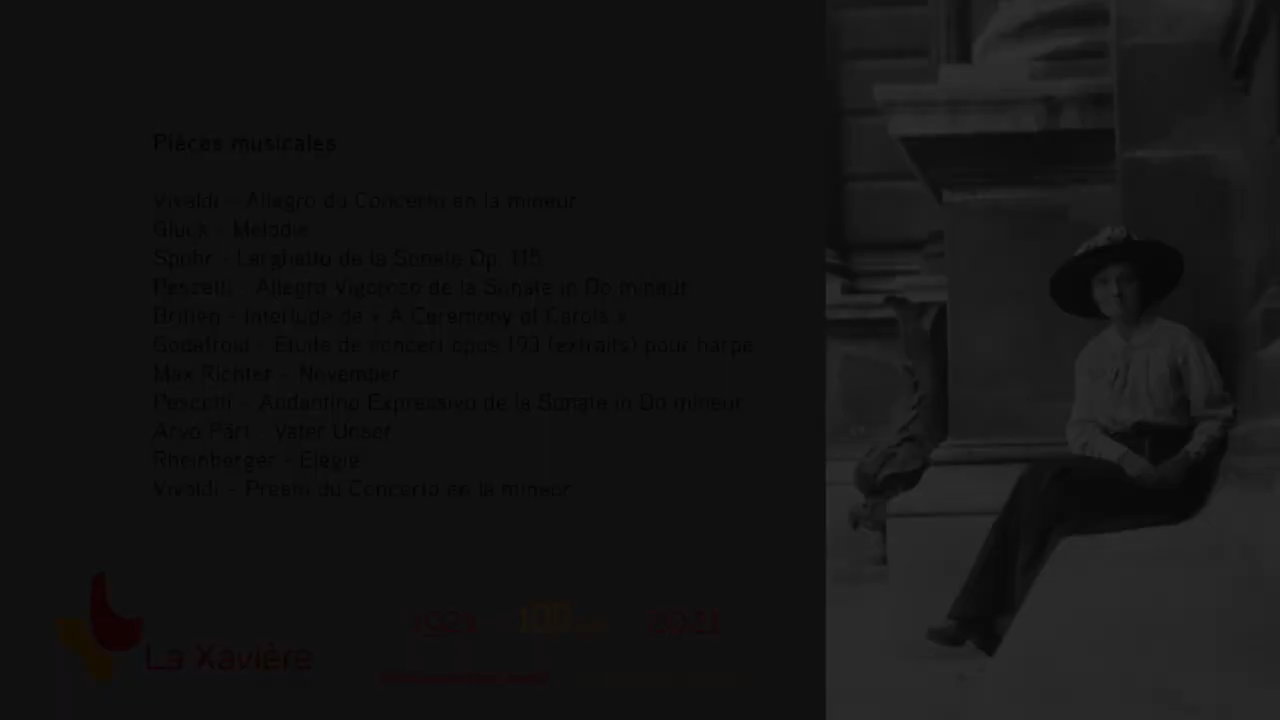 Pièces musicales
Vivaldi - Allegro du Concerto en la mineur
Gluck - Mélodie
Spohr - Larghetto de la Sonate Op. 115
Pescetti - Allegro Vigoroso de la Sonate in Do mineur
Britten - Interlude de « A Ceremony of Carols »
Godefroid - Etude de concert opus 193 (extraits) pour harpe
Max Richter - November
Pescetti - Andantino Expressivo de la Sonate in Do mineur
Arvo Pärt - Vater Unser
Rheinberger - Elégie
Vivaldi - Presto du Concerto en la mineur
1921 100 2021
La Xavière